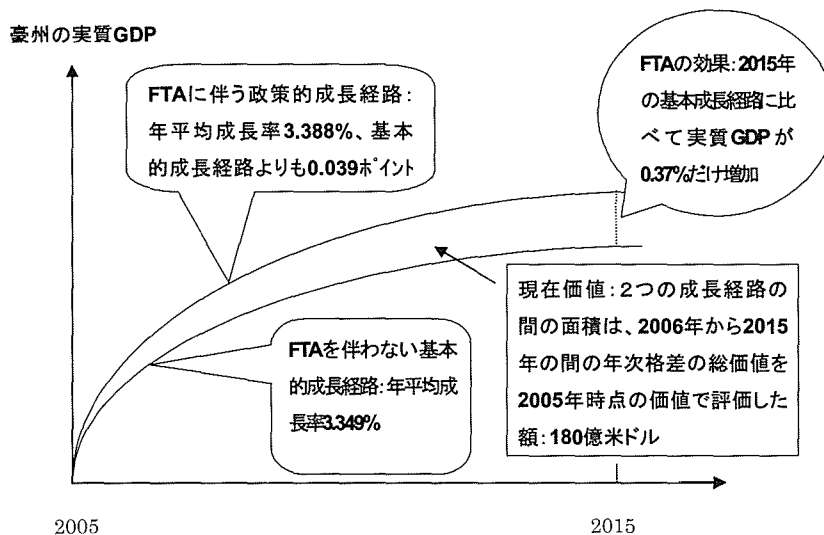 豪州の実質GDP
FTAに伴う政策的成長経路：
年平均成長率3.388%、基本
的成長経路よりも0.039ﾎﾟｲﾝﾄ
FTAの効果：2015年
の基本成長経路に比
べて実質GDPが
0.37%だけ増加
FTAを伴わない基本
的成長経路：年平均成
長率3.349%
現在価値：２つの成長経路の
間の面積は、2006年から2015
年の間の年次格差の総価値を
2005年時点の価値で評価した
額：180億米ドル
2005
2015